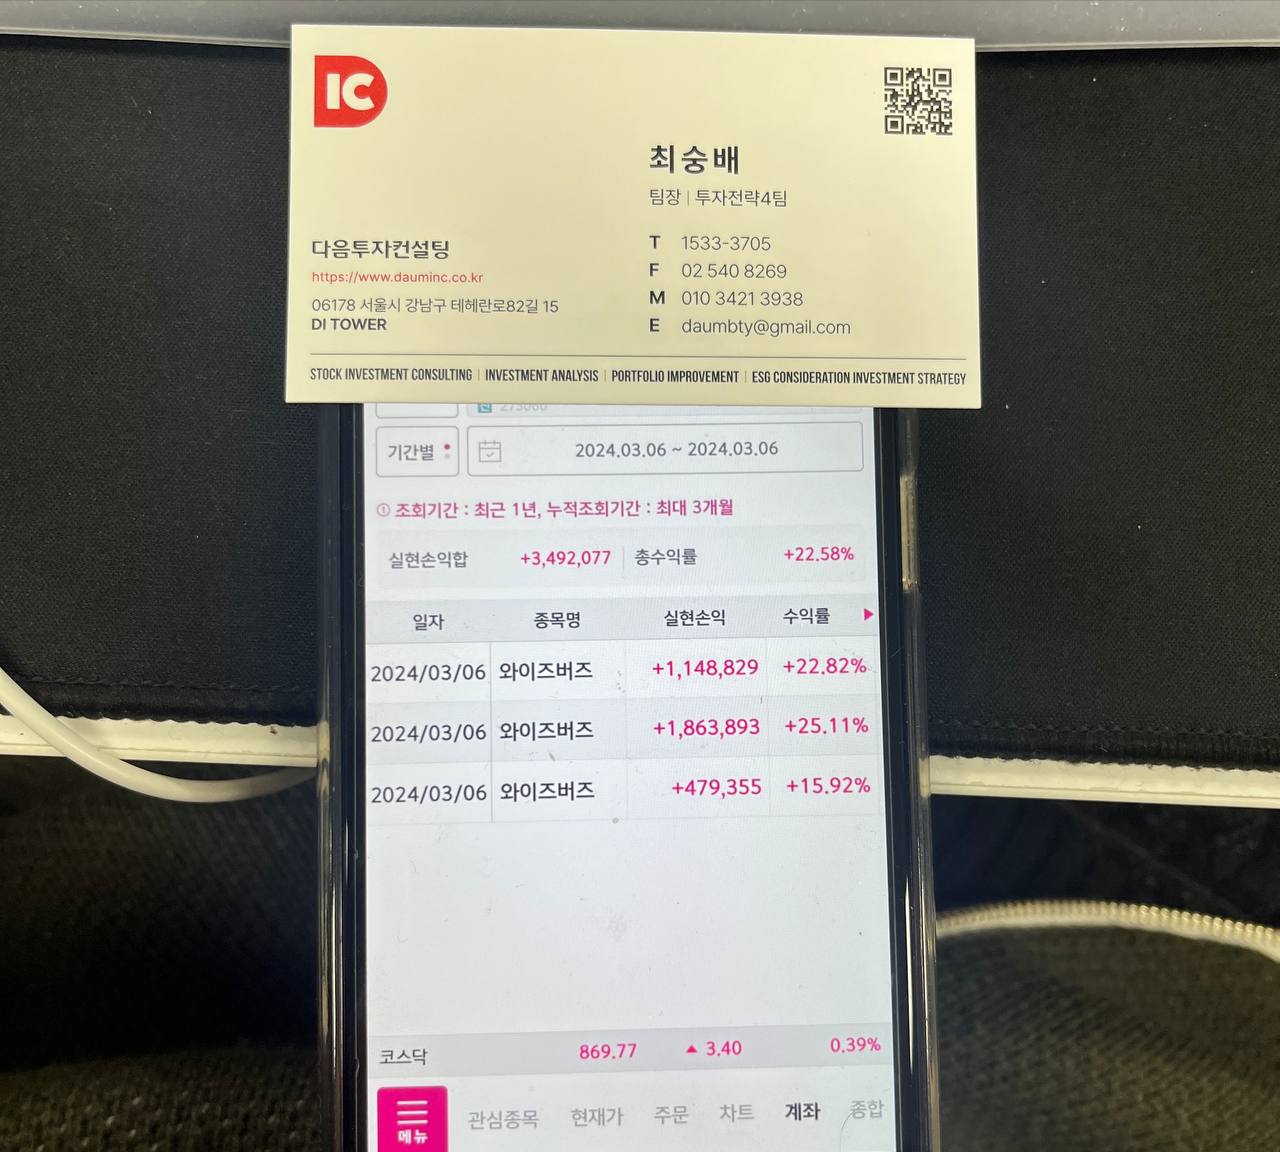 IC
최승배
팀장 | 투자전략4팀
다음투자컨설팅
https://www.dauminc.co.kr
06178 서울시 강남구 테헤란로82길 15
DI TOWER
T 1533-3705
F 02 540 8269
M 010 3421 3938
E daumbty@gmail.com
STOCK INVESTMENT CONSULTING | INVESTMENT ANALYSIS | PORTFOLIO IMPROVEMENT | ESG CONSIDERATION INVESTMENT STRATEGY
기간별 2024.03.06 ~ 2024.03.06
조회기간 : 최근 1년, 누적조회기간 : 최대 3개월
실현손익합 +3,492,077 총수익률 +22.58%
일자 종목명 실현손익 수익률
2024/03/06 와이즈버즈 +1,148,829 +22.82%
2024/03/06 와이즈버즈 +1,863,893 +25.11%
2024/03/06 와이즈버즈 +479,355 +15.92%
코스닥 869.77 ▲ 3.40 0.39%
메뉴 관심종목 현재가 주문 차트 계좌 종합